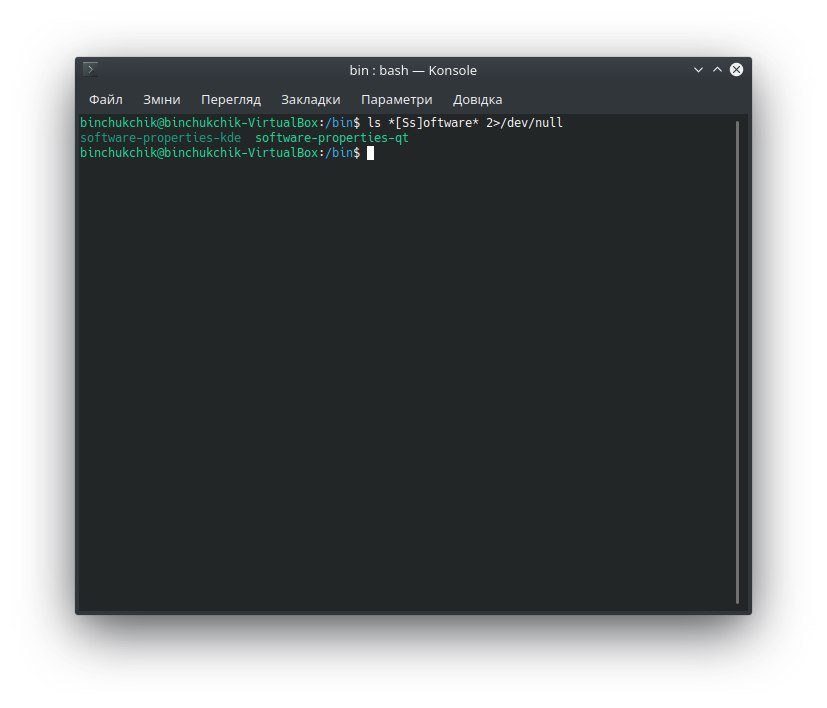 bin : bash — Konsole
Файл Зміни Перегляд Закладки Параметри Довідка
binchukchik@binchukchik-VirtualBox:/bin$ ls *[Ss]oftware* 2>/dev/null
software-properties-kde  software-properties-qt
binchukchik@binchukchik-VirtualBox:/bin$